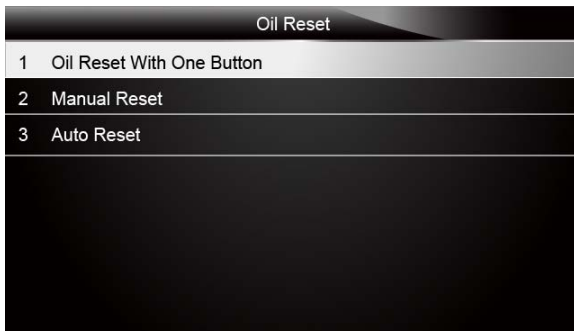 Oil Reset
1 Oil Reset With One Button
2 Manual Reset
3 Auto Reset